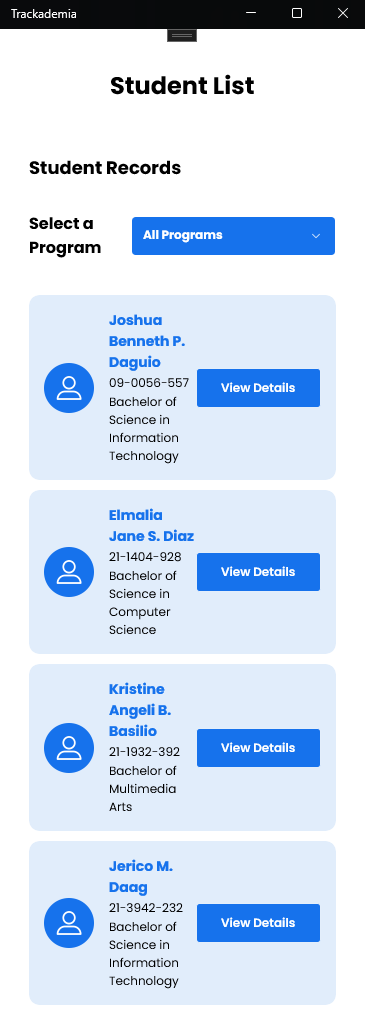 Trackademia
Student List
Student Records
Select a
Program
All Programs
Joshua
Benneth P.
Daguio
09-0056-557
Bachelor of
Science in
Information
Technology
View Details
Elmalia
Jane S. Diaz
21-1404-928
Bachelor of
Science in
Computer
Science
View Details
Kristine
Angeli B.
Basilio
21-1932-392
Bachelor of
Multimedia
Arts
View Details
Jerico M.
Daag
21-3942-232
Bachelor of
Science in
Information
Technology
View Details